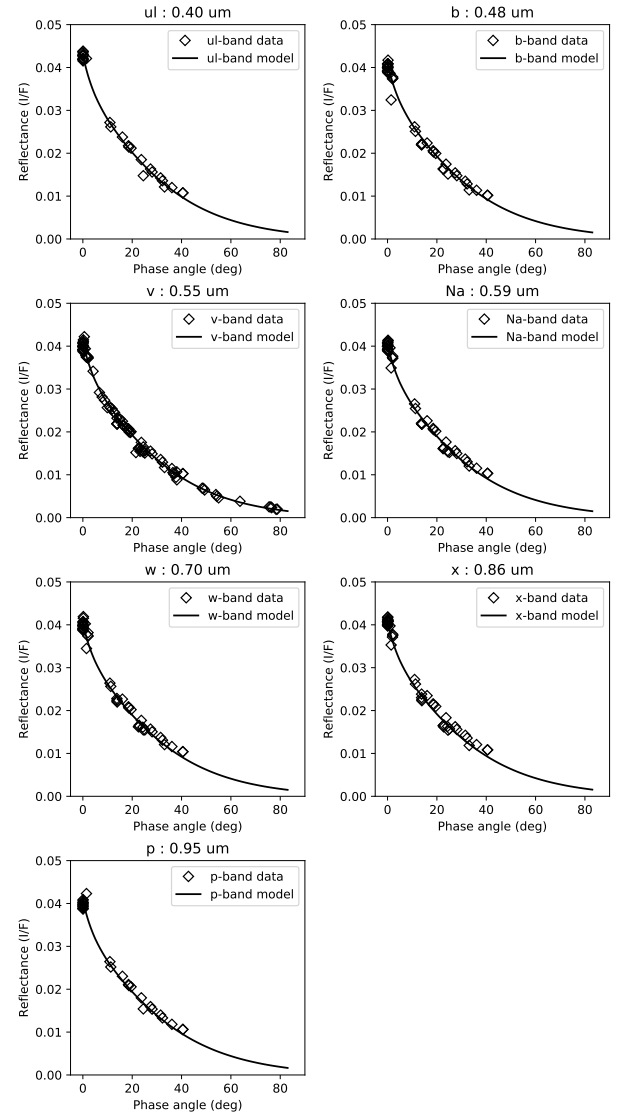 ul : 0.40 um
ul-band data
ul-band model
Reflectance (I/F)
0.05
0.04
0.03
0.02
0.01
0.00
0 20 40 60 80
Phase angle (deg)
b : 0.48 um
b-band data
b-band model
Reflectance (I/F)
0.05
0.04
0.03
0.02
0.01
0.00
0 20 40 60 80
Phase angle (deg)
v : 0.55 um
v-band data
v-band model
Reflectance (I/F)
0.05
0.04
0.03
0.02
0.01
0.00
0 20 40 60 80
Phase angle (deg)
Na : 0.59 um
Na-band data
Na-band model
Reflectance (I/F)
0.05
0.04
0.03
0.02
0.01
0.00
0 20 40 60 80
Phase angle (deg)
w : 0.70 um
w-band data
w-band model
Reflectance (I/F)
0.05
0.04
0.03
0.02
0.01
0.00
0 20 40 60 80
Phase angle (deg)
x : 0.86 um
x-band data
x-band model
Reflectance (I/F)
0.05
0.04
0.03
0.02
0.01
0.00
0 20 40 60 80
Phase angle (deg)
p : 0.95 um
p-band data
p-band model
Reflectance (I/F)
0.05
0.04
0.03
0.02
0.01
0.00
0 20 40 60 80
Phase angle (deg)